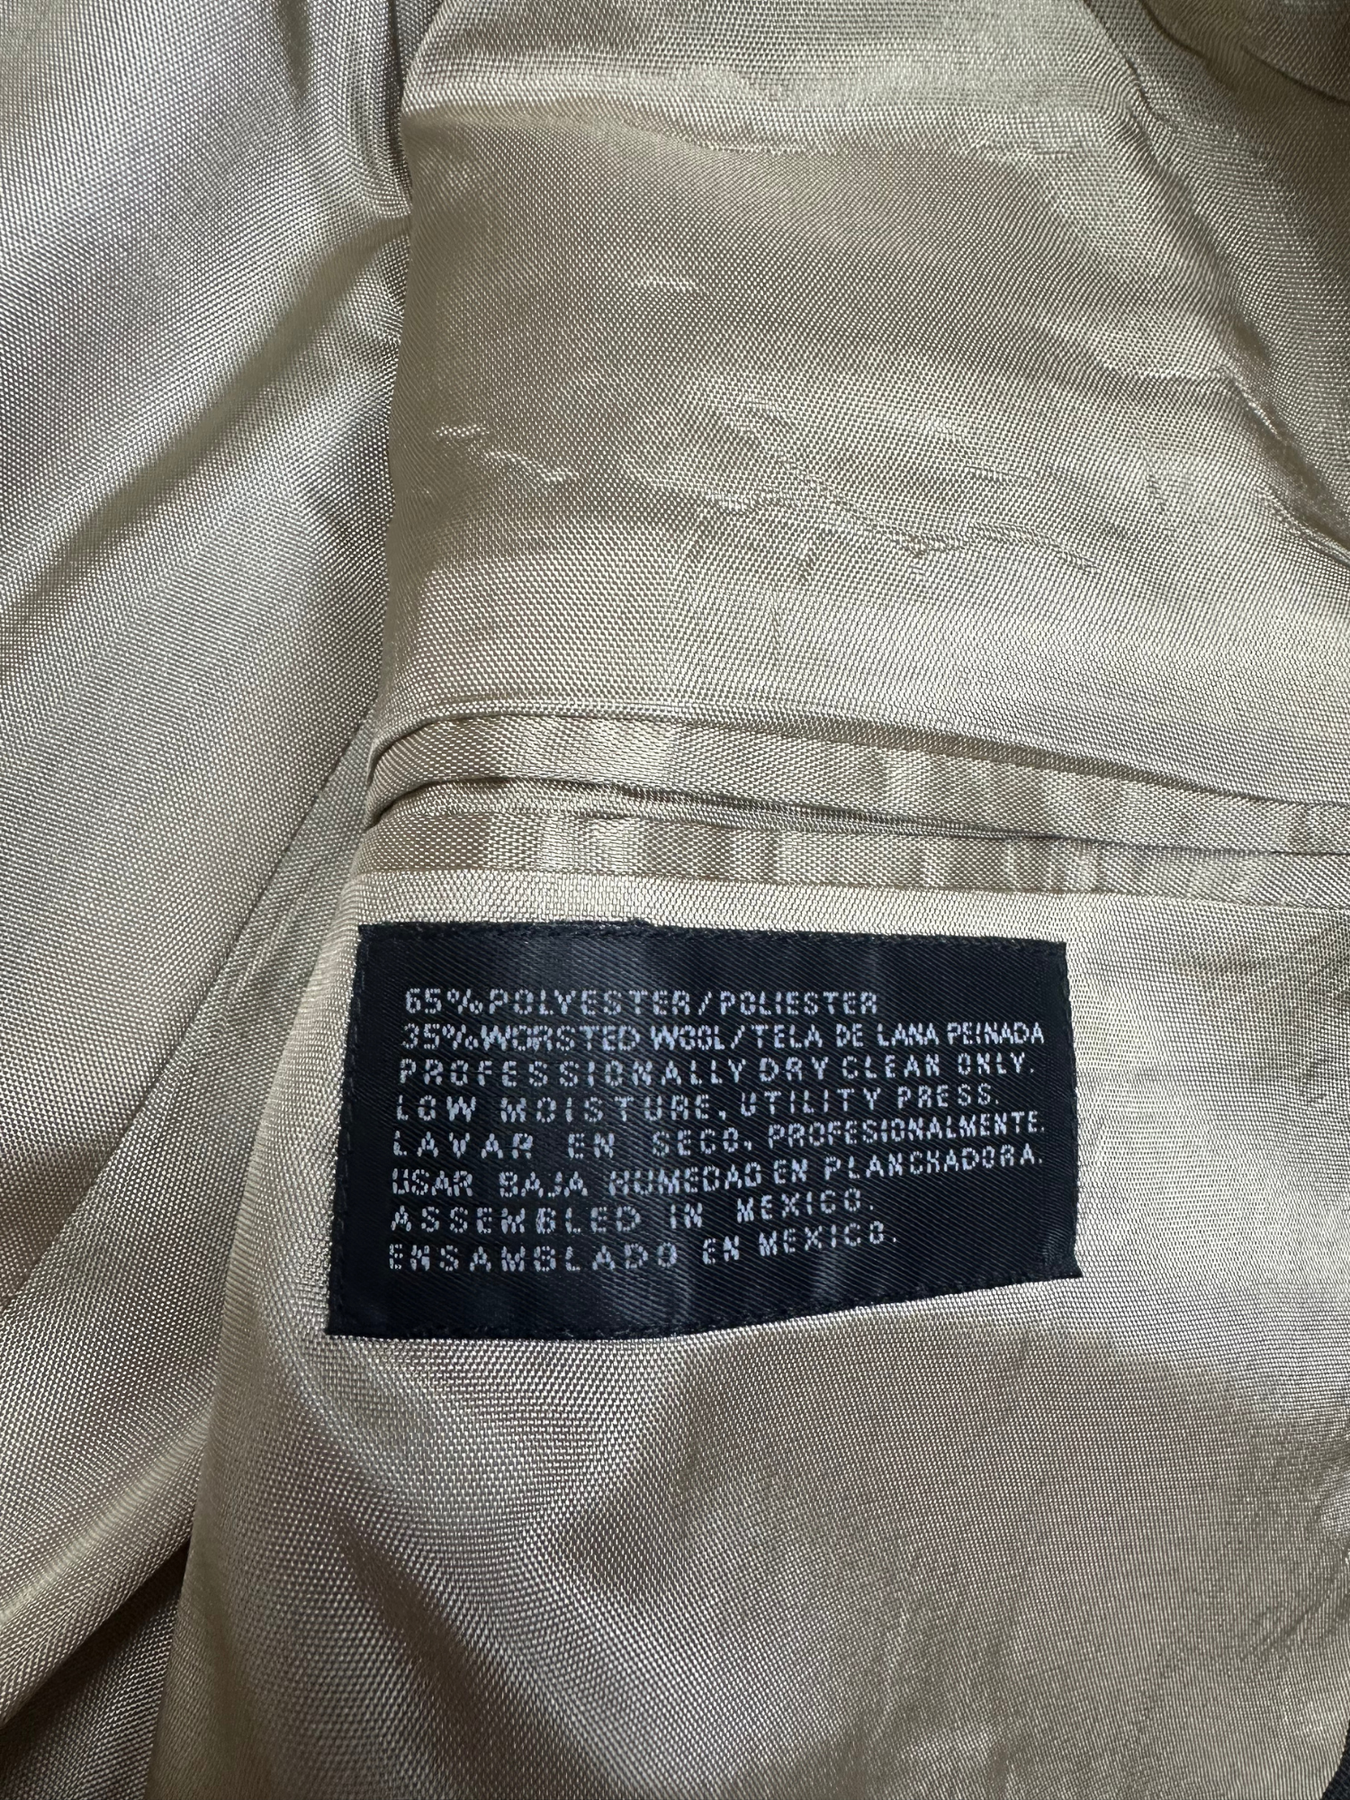 65%POLYESTER/POLIESTER
35%WORSTED WOOL/TELA DE LANA PEINADA
PROFESSIONALLY DRY CLEAN ONLY.
LOW MOISTURE, UTILITY PRESS.
LAVAR EN SECO, PROFESIONALMENTE.
USAR BAJA HUMEDAD EN PLANCHADORA.
ASSEMBLED IN MEXICO.
ENSAMBLADO EN MEXICO.